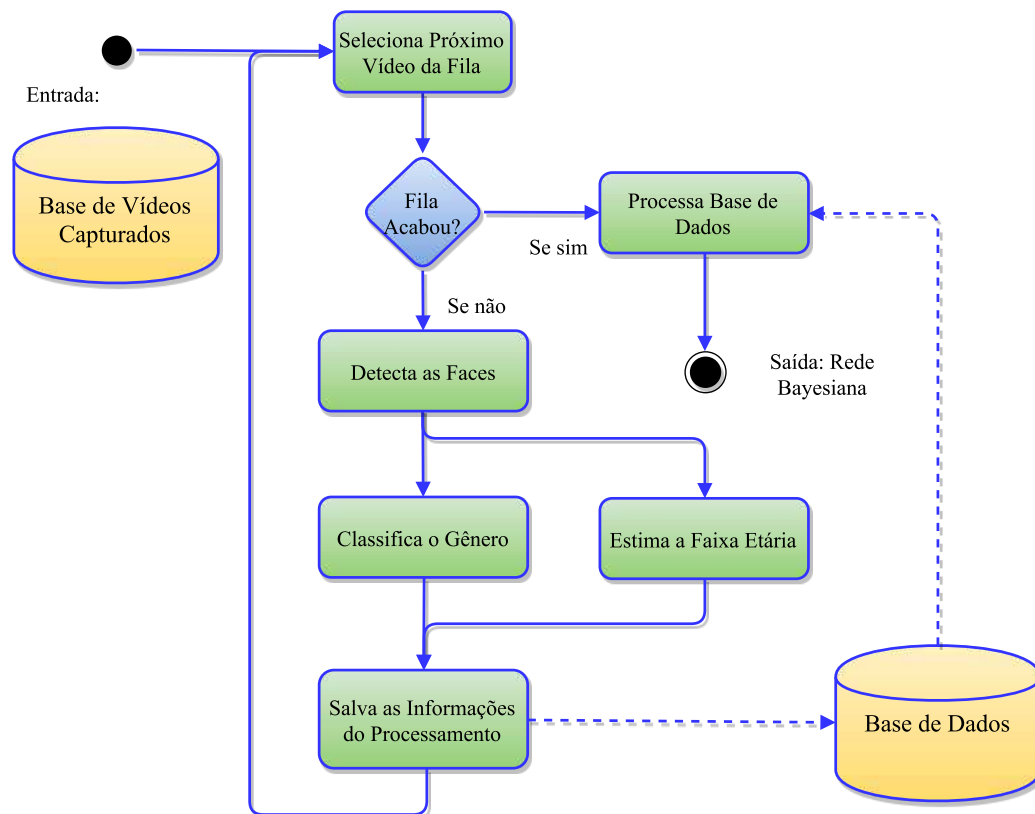 Seleciona Próximo
Vídeo da Fila
Entrada:
Base de Vídeos
Capturados
Fila
Acabou?
Processa Base de
Dados
Se sim
Se não
Detecta as Faces
Saída: Rede
Bayesiana
Classifica o Gênero
Estima a Faixa Etária
Salva as Informações
do Processamento
Base de Dados